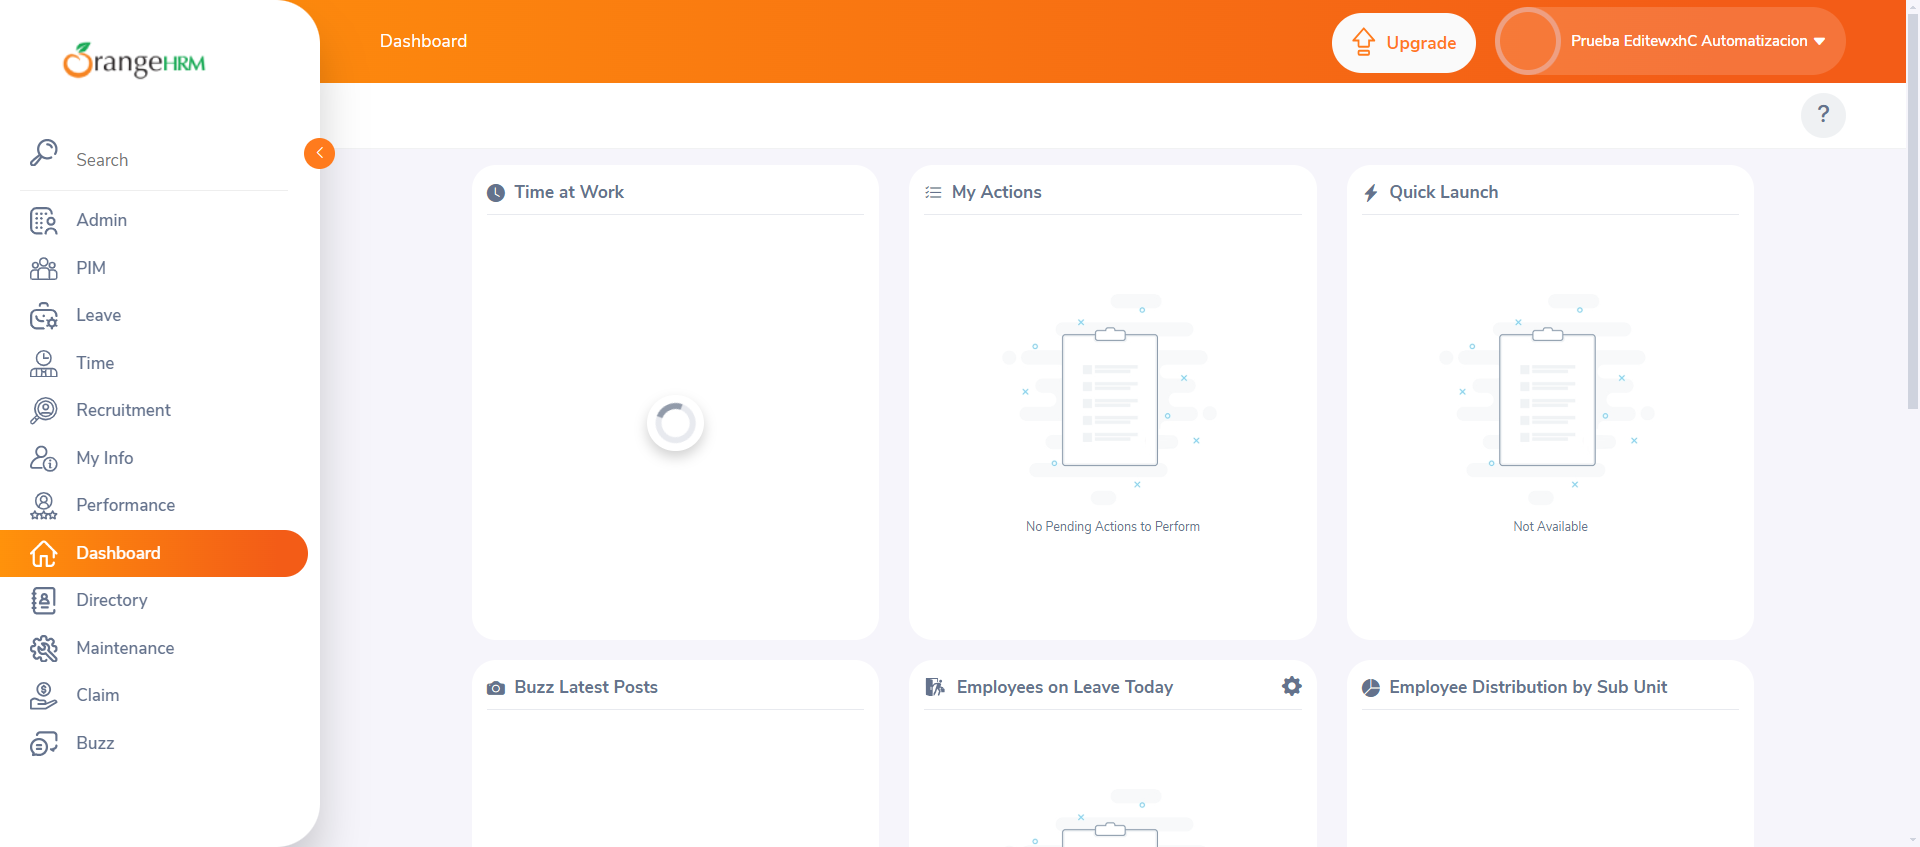 OrangeHRM
Dashboard
Upgrade
Prueba EditewxhC Automatizacion
?
Search
Admin
PIM
Leave
Time
Recruitment
My Info
Performance
Dashboard
Directory
Maintenance
Claim
Buzz
Time at Work
My Actions
No Pending Actions to Perform
Quick Launch
Not Available
Buzz Latest Posts
Employees on Leave Today
Employee Distribution by Sub Unit